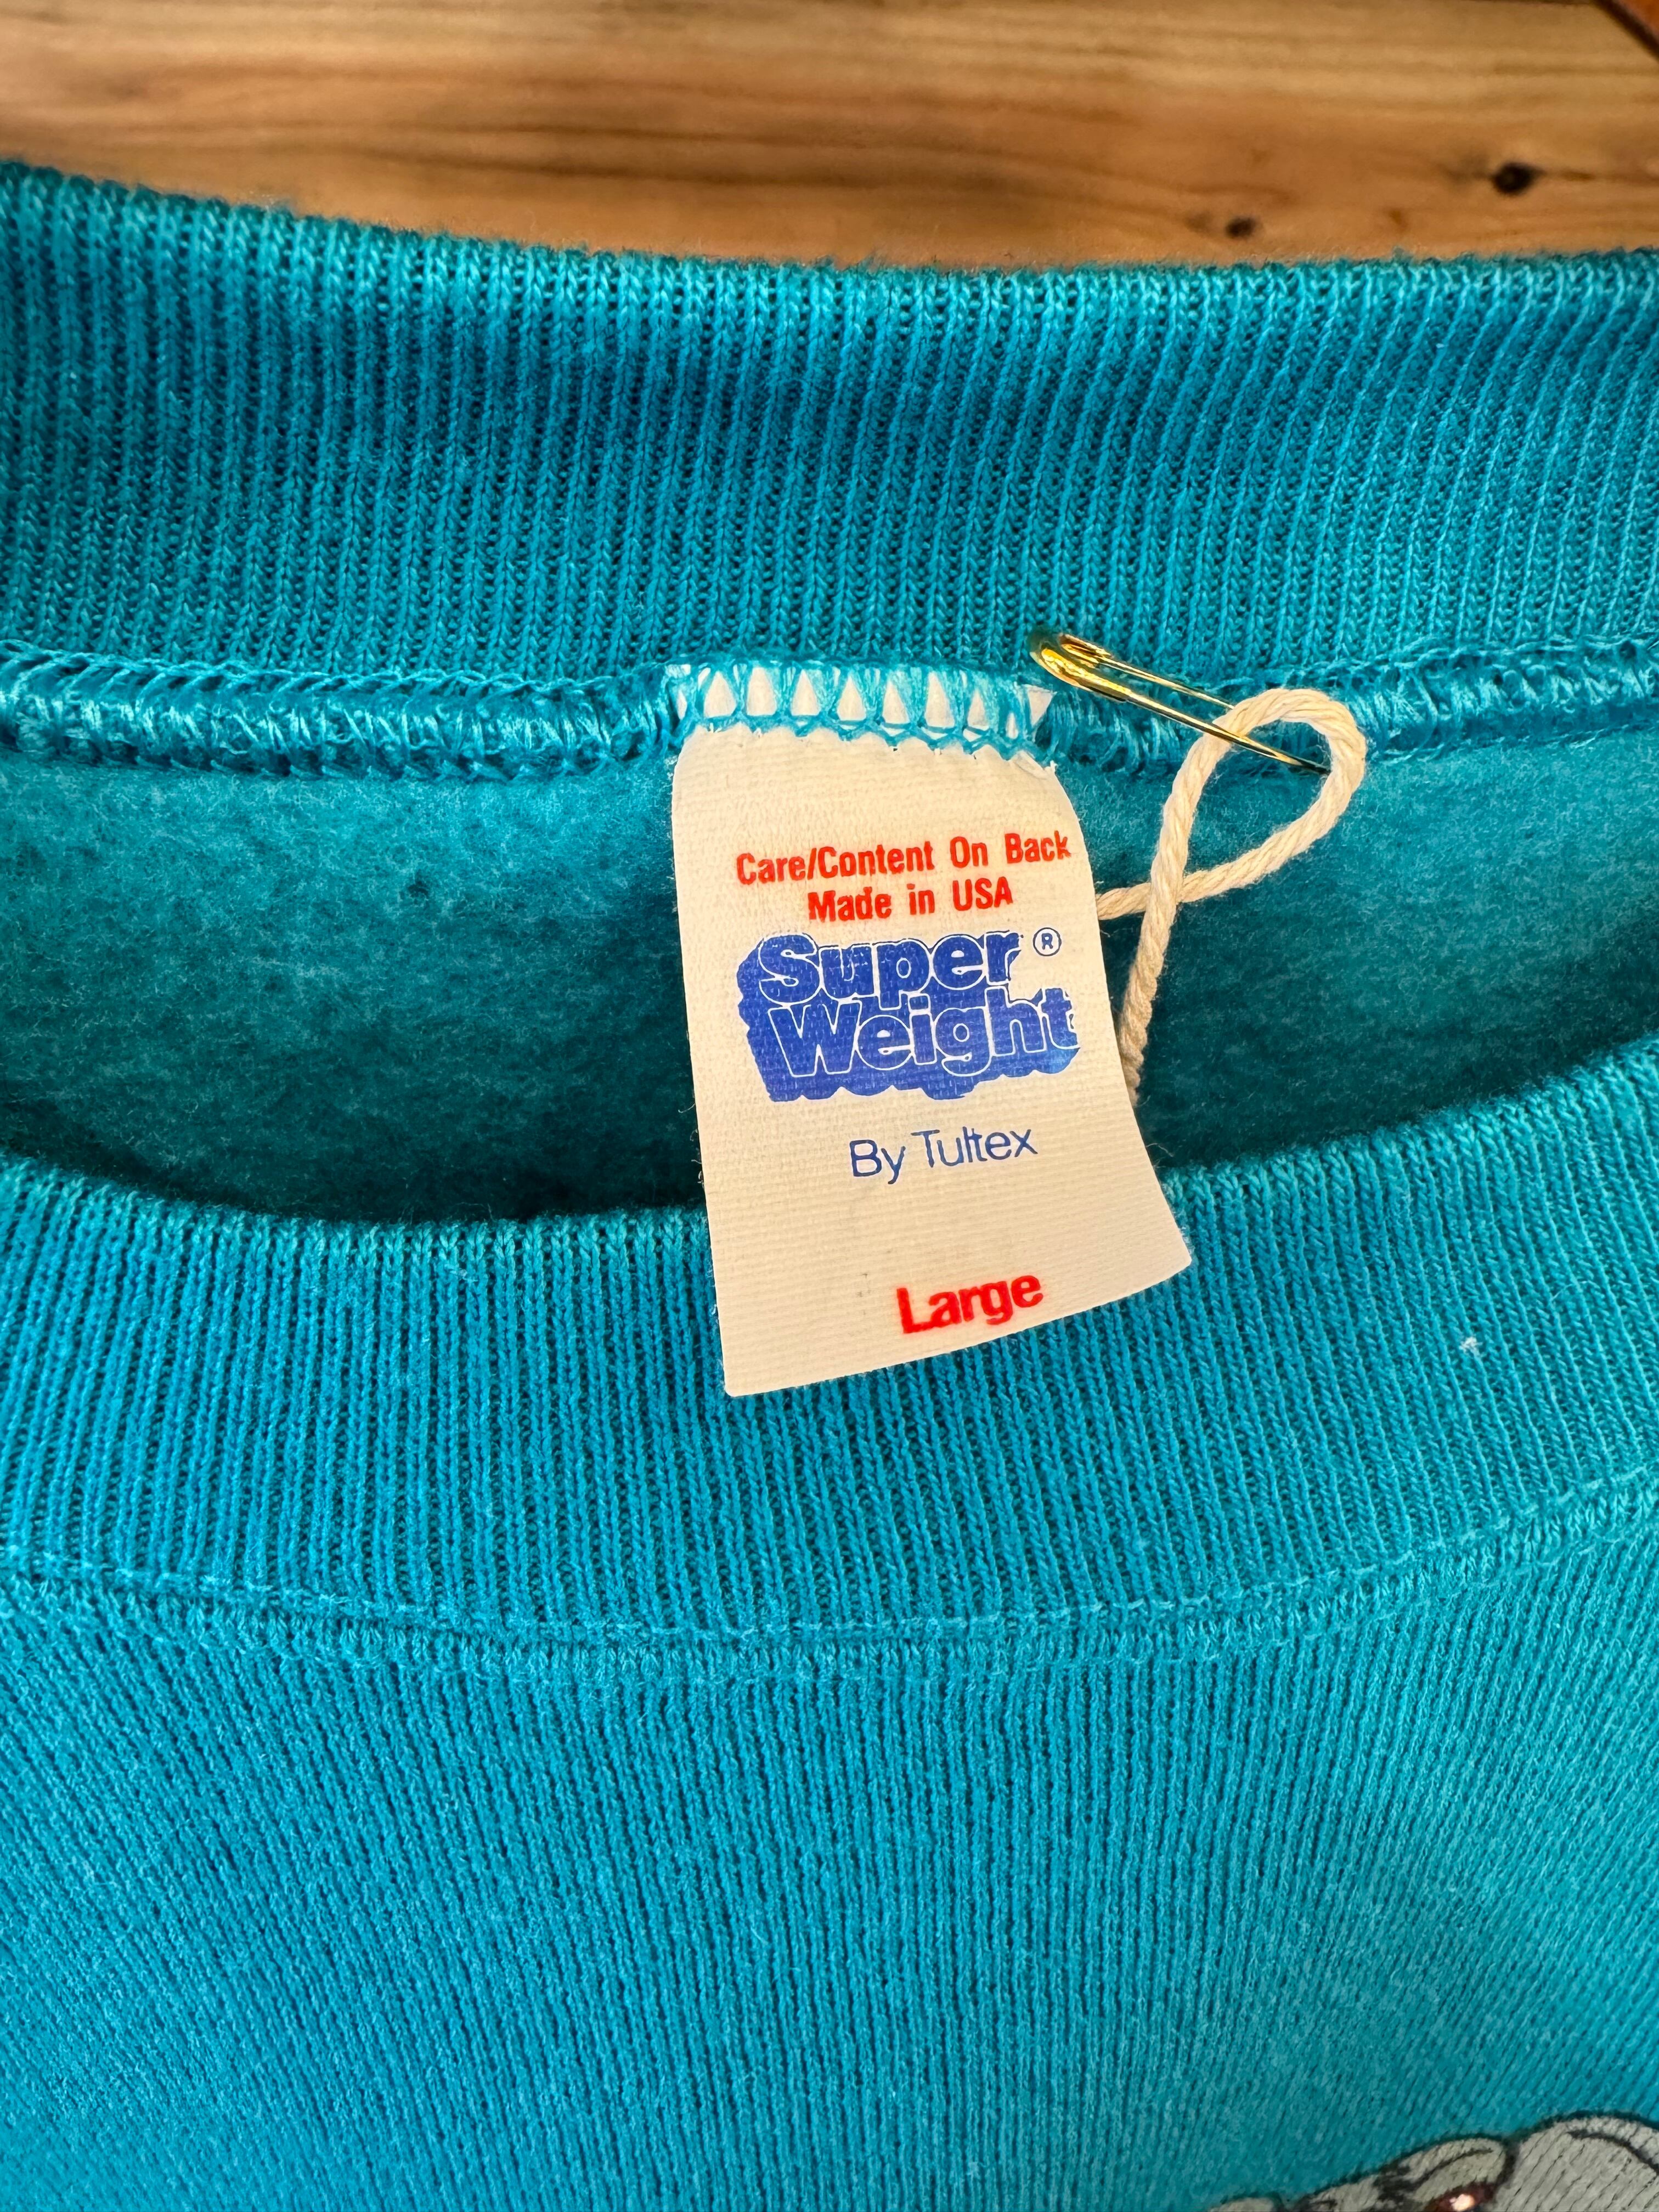 Care/Content On Back
Made in USA
Super ®
Weight
By Tultex
Large